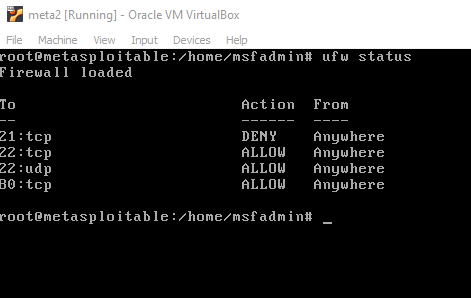 meta2 [Running] - Oracle VM VirtualBox
File Machine View Input Devices Help
root@metasploitable:/home/msfadmin# ufw status
Firewall loaded
To Action From
-- ------ ----
21:tcp DENY Anywhere
22:tcp ALLOW Anywhere
22:udp ALLOW Anywhere
80:tcp ALLOW Anywhere
root@metasploitable:/home/msfadmin# _